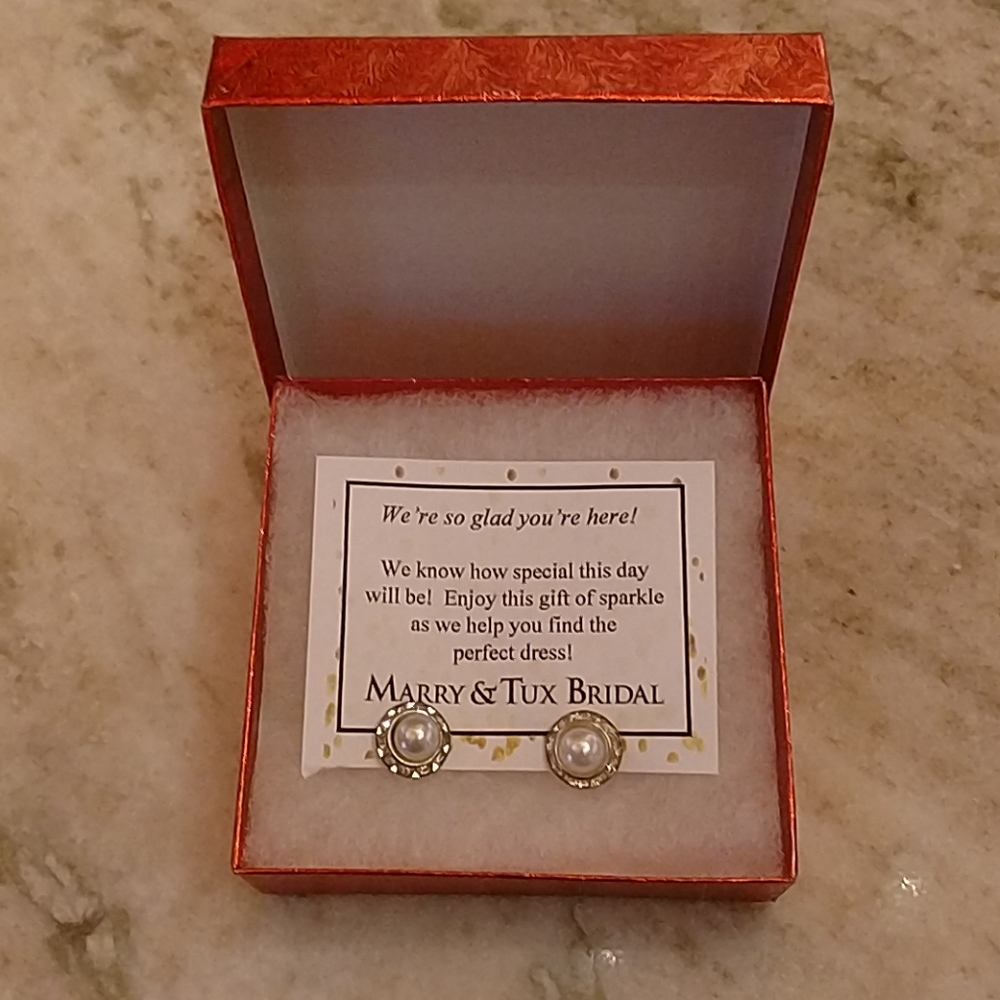 We're so glad you're here!
We know how special this day
will be! Enjoy this gift of sparkle
as we help you find the
perfect dress!
MARRY & TUX BRIDAL